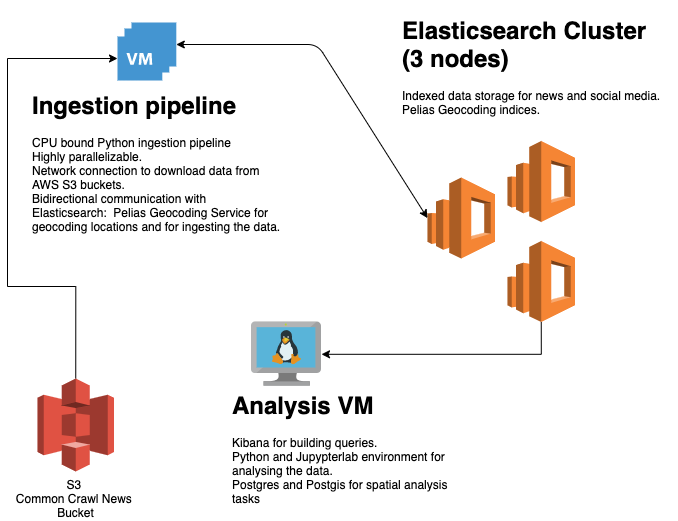 VM
Elasticsearch Cluster
(3 nodes)
Indexed data storage for news and social media.
Pelias Geocoding indices.
Ingestion pipeline
CPU bound Python ingestion pipeline
Highly parallelizable.
Network connection to download data from
AWS S3 buckets.
Bidirectional communication with
Elasticsearch:  Pelias Geocoding Service for
geocoding locations and for ingesting the data.
Analysis VM
Kibana for building queries.
Python and Jupypterlab environment for
analysing the data.
Postgres and Postgis for spatial analysis
tasks
S3
Common Crawl News
Bucket